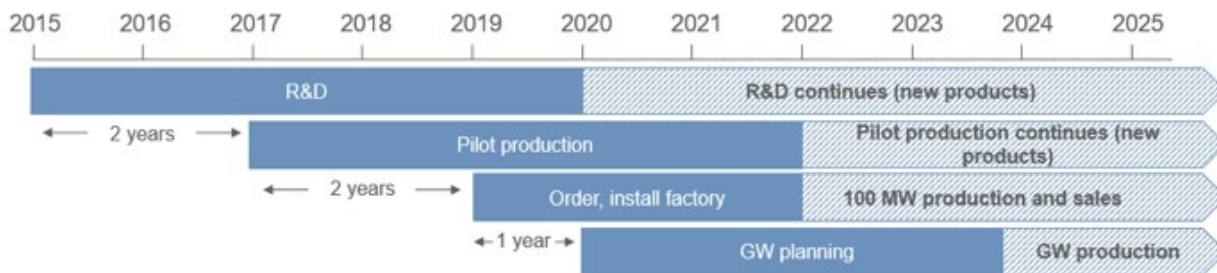 2015 2016 2017 2018 2019 2020 2021 2022 2023 2024 2025
R&D R&D continues (new products)
2 years Pilot production Pilot production continues (new
products)
2 years Order, install factory 100 MW production and sales
1 year GW planning GW production